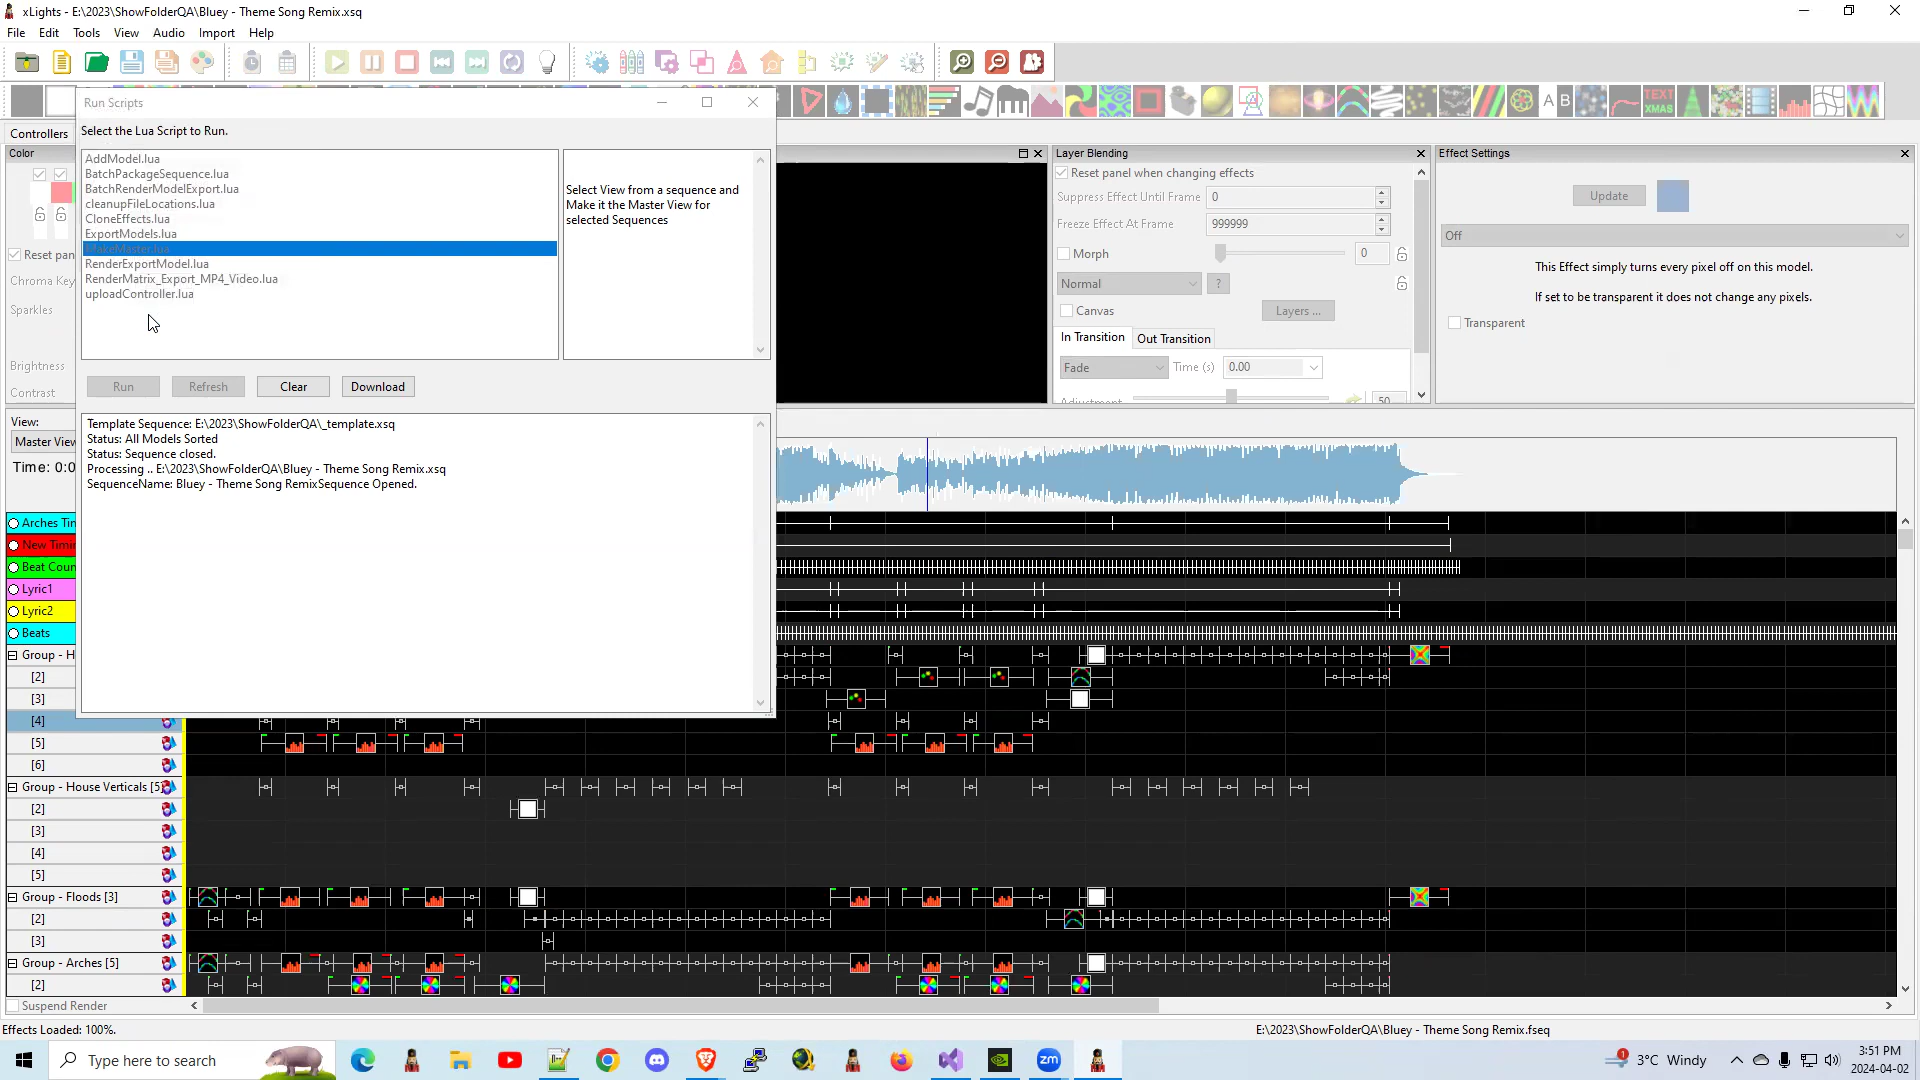 xLights - E:\2023\ShowFolderQA\Bluey - Theme Song Remix.xsq
File Edit Tools View Audio Import Help
Run Scripts
Select the Lua Script to Run.
AddModel.lua
BatchPackageSequence.lua
BatchRenderModelExport.lua
cleanupFileLocations.lua
CloneEffects.lua
ExportModels.lua
MakeMaster.lua
RenderExportModel.lua
RenderMatrix_Export_MP4_Video.lua
uploadController.lua
Select View from a sequence and
Make it the Master View for
selected Sequences
Run Refresh Clear Download
Template Sequence: E:\2023\ShowFolderQA\_template.xsq
Status: All Models Sorted
Status: Sequence closed.
Processing .. E:\2023\ShowFolderQA\Bluey - Theme Song Remix.xsq
SequenceName: Bluey - Theme Song RemixSequence Opened.
Controllers
Color
Reset pan
Chroma Key
Sparkles
Brightness
Contrast
View:
Master View
Time: 0:0
A B
TEXT
XMAS
Layer Blending
Reset panel when changing effects
Suppress Effect Until Frame 0
Freeze Effect At Frame 999999
Morph 0
Normal ?
Canvas Layers ...
In Transition Out Transition
Fade Time (s) 0.00
Adjustment 50
Effect Settings
Update
Off
This Effect simply turns every pixel off on this model.
If set to be transparent it does not change any pixels.
Transparent
Arches Tin
New Timi
Beat Coun
Lyric1
Lyric2
Beats
Group - H
[2]
[3]
[4]
[5]
[6]
Group - House Verticals [5]
[2]
[3]
[4]
[5]
Group - Floods [3]
[2]
[3]
Group - Arches [5]
[2]
Suspend Render
Effects Loaded: 100%.
E:\2023\ShowFolderQA\Bluey - Theme Song Remix.fseq
Type here to search
zm
1
3°C Windy
3:51 PM
2024-04-02